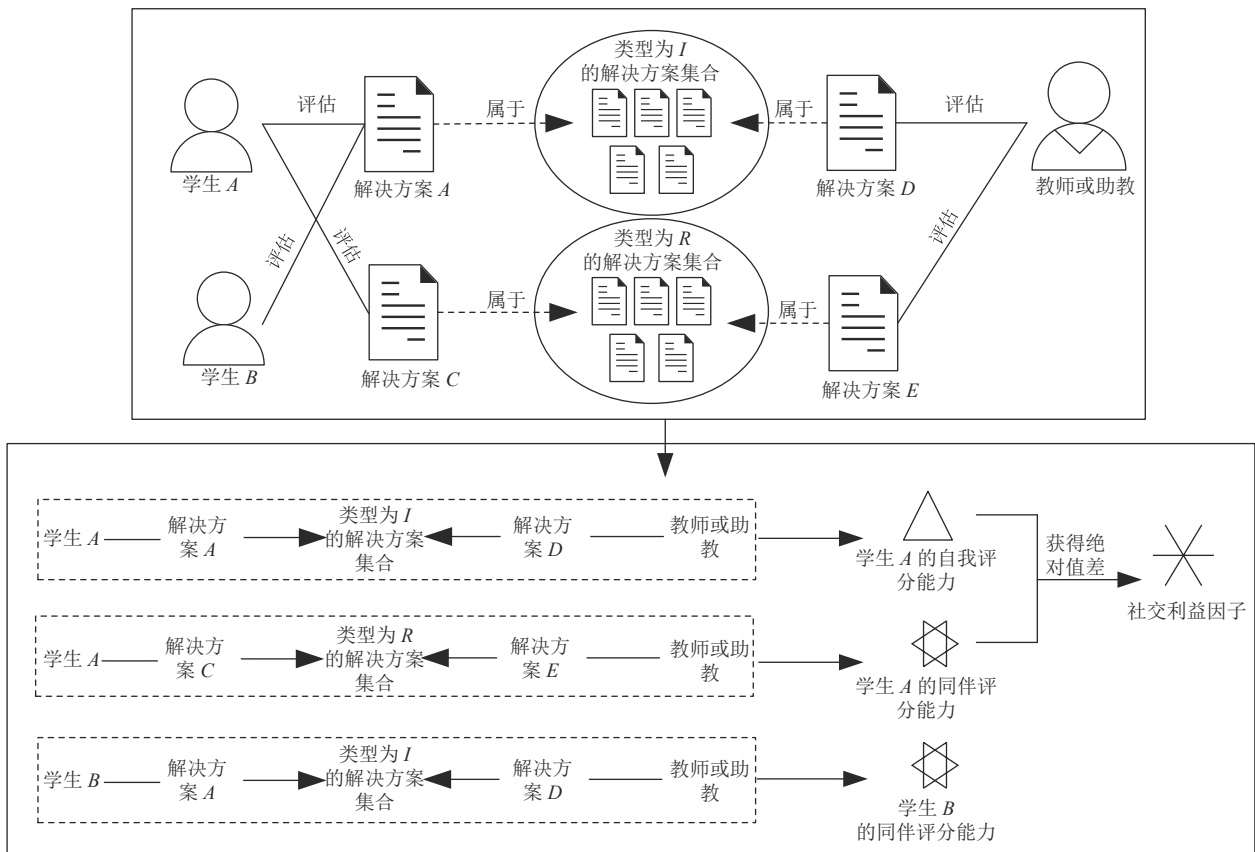 类型为 I
的解决方案集合
评估
属于
属于
评估
学生 A
解决方案 A
解决方案 D
教师或助教
评估
评估
评估
类型为 R
的解决方案集合
属于
属于
学生 B
解决方案 C
解决方案 E
学生 A
解决方
案 A
类型为 I
的解决方案
集合
解决方
案 D
教师或助
教
学生 A 的自我评
分能力
获得绝
对值差
社交利益因子
学生 A
解决方
案 C
类型为 R
的解决方案
集合
解决方
案 E
教师或助
教
学生 A 的同伴评
分能力
学生 B
解决方
案 A
类型为 I
的解决方案
集合
解决方
案 D
教师或助
教
学生 B
的同伴评分能力